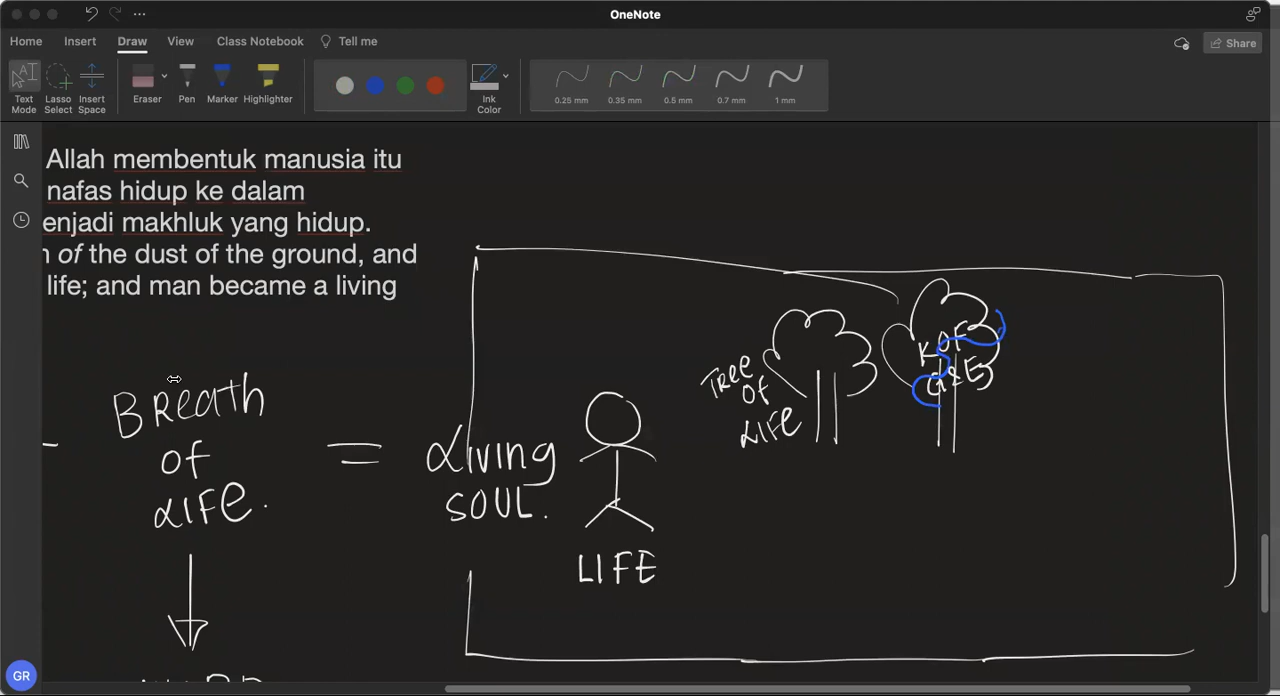 OneNote
Home Insert Draw View Class Notebook Tell me
Share
Text Mode
Lasso Select
Insert Space
Eraser
Pen
Marker
Highlighter
Ink Color
0.25 mm
0.35 mm
0.5 mm
0.7 mm
1 mm
Allah membentuk manusia itu
nafas hidup ke dalam
enjadi makhluk yang hidup.
of the dust of the ground, and
life; and man became a living
Breath
of
LIFE.
=
Living
SOUL.
LIFE
Tree
OF
LIFE
KOF
G&E
GR